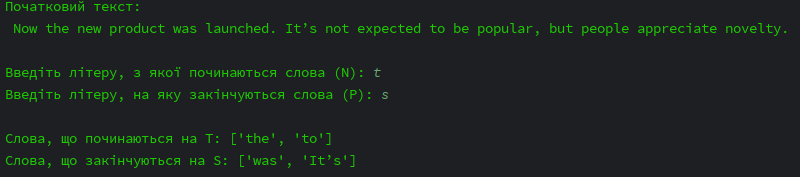 Початковий текст:
Now the new product was launched. It’s not expected to be popular, but people appreciate novelty.
Введіть літеру, з якої починаються слова (N): t
Введіть літеру, на яку закінчуються слова (P): s
Слова, що починаються на T: ['the', 'to']
Слова, що закінчуються на S: ['was', 'It’s']